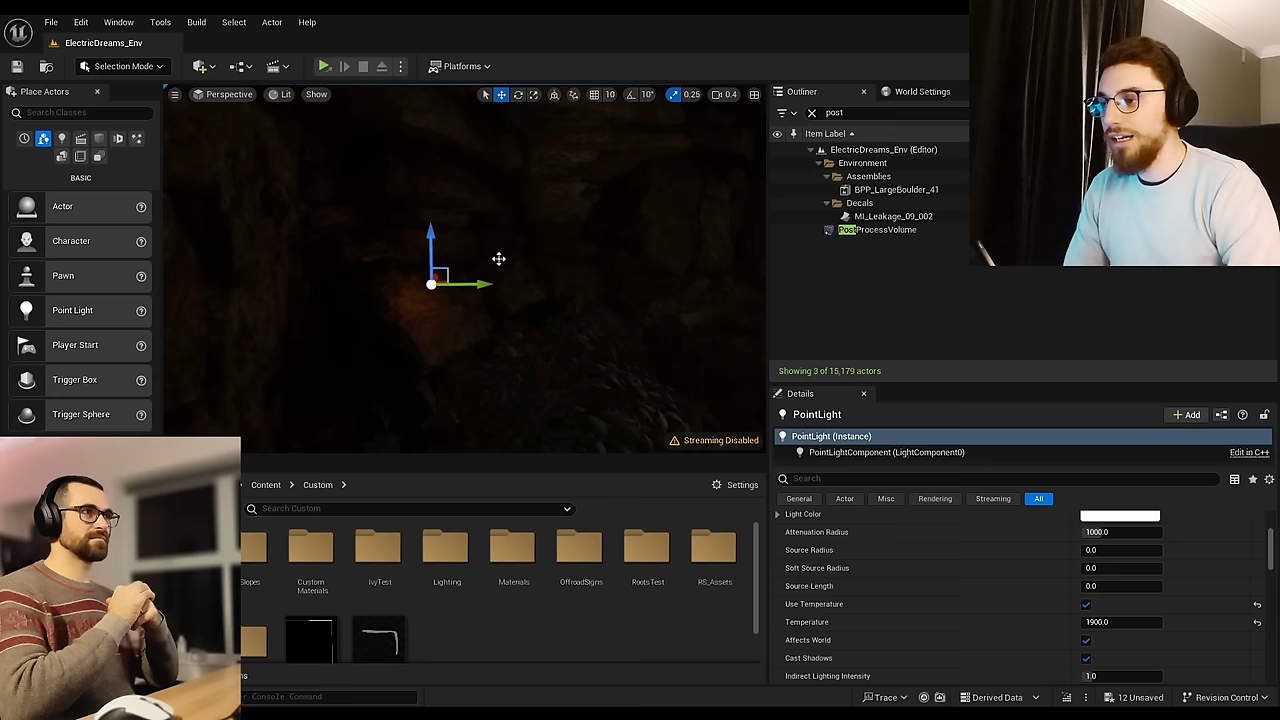 File Edit Window Tools Build Select Actor Help
ElectricDreams_Env
Selection Mode
Platforms
Place Actors
Search Classes
BASIC
Actor
Character
Pawn
Point Light
Player Start
Trigger Box
Trigger Sphere
Perspective Lit Show
10 10° 0.25 0.4
Streaming Disabled
Outliner World Settings
post
Item Label
ElectricDreams_Env (Editor)
Environment
Assemblies
BPP_LargeBoulder_41
Decals
MI_Leakage_09_002
PostProcessVolume
Showing 3 of 15,179 actors
Details
PointLight
Add
PointLight (Instance)
PointLightComponent (LightComponent0)
Edit in C++
Search
General Actor Misc Rendering Streaming All
Light Color
Attenuation Radius 1000.0
Source Radius 0.0
Soft Source Radius 0.0
Source Length 0.0
Use Temperature
Temperature 1900.0
Affects World
Cast Shadows
Indirect Lighting Intensity 1.0
Content Custom
Settings
Search Custom
Custom Materials
IvyTest
Lighting
Materials
OffroadSigns
RootsTest
RS_Assets
Console Command
Trace Derived Data 12 Unsaved Revision Control